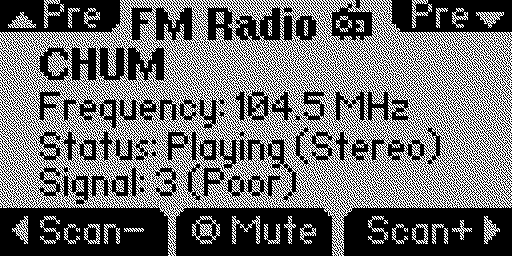 Pre FM Radio Pre
CHUM
Frequency: 104.5 MHz
Status: Playing (Stereo)
Signal: 3 (Poor)
Scan- Mute Scan+